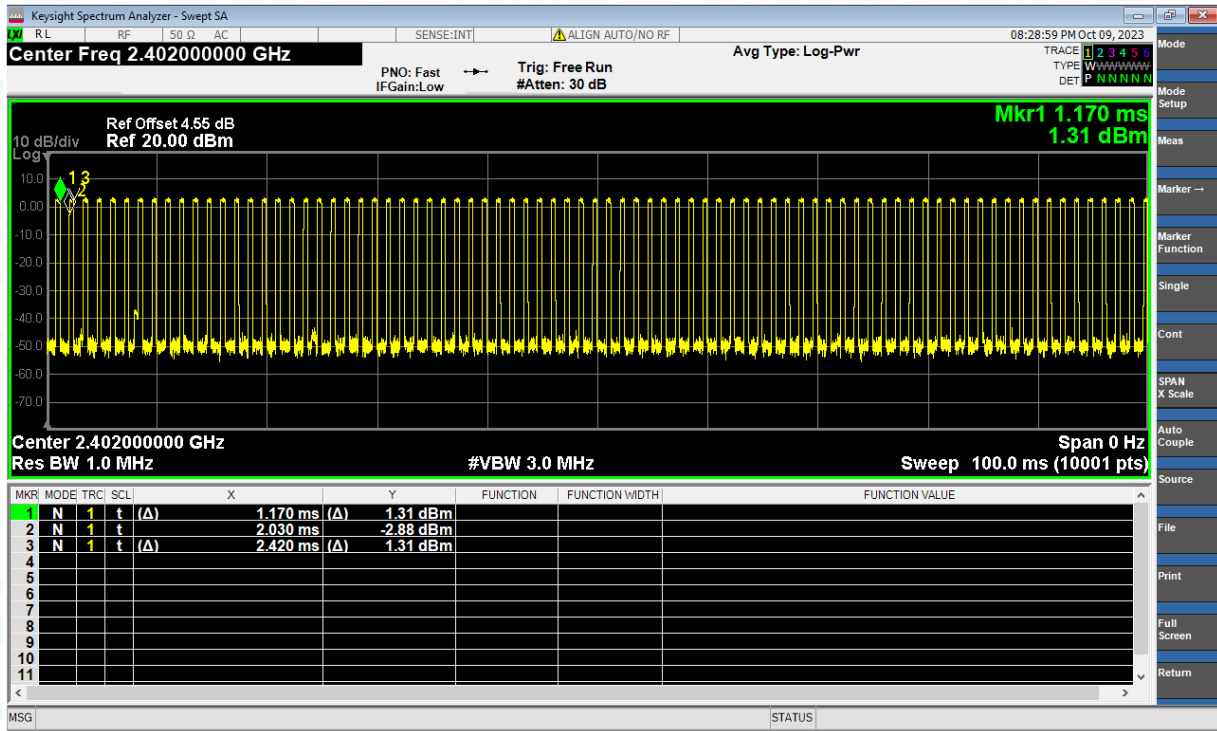 Keysight Spectrum Analyzer - Swept SA
LXI RL RF 50 Ω AC SENSE:INT ALIGN AUTO/NO RF 08:28:59 PM Oct 09, 2023
Center Freq 2.402000000 GHz
PNO: Fast
IFGain:Low
Trig: Free Run
#Atten: 30 dB
Avg Type: Log-Pwr
TRACE 1 2 3 4 5 6
TYPE WWWWWW
DET P N N N N N
Mkr1 1.170 ms
1.31 dBm
Ref Offset 4.55 dB
10 dB/div Ref 20.00 dBm
Log
10.0
0.00
-10.0
-20.0
-30.0
-40.0
-50.0
-60.0
-70.0
1 3
2
Center 2.402000000 GHz Span 0 Hz
Res BW 1.0 MHz #VBW 3.0 MHz Sweep 100.0 ms (10001 pts)
MKR MODE TRC SCL X Y FUNCTION FUNCTION WIDTH FUNCTION VALUE
1 N 1 t (Δ) 1.170 ms (Δ) 1.31 dBm
2 N 1 t 2.030 ms -2.88 dBm
3 N 1 t (Δ) 2.420 ms (Δ) 1.31 dBm
4
5
6
7
8
9
10
11
MSG STATUS
Mode
Mode
Setup
Meas
Marker →
Marker
Function
Single
Cont
SPAN
X Scale
Auto
Couple
Source
File
Print
Full
Screen
Return